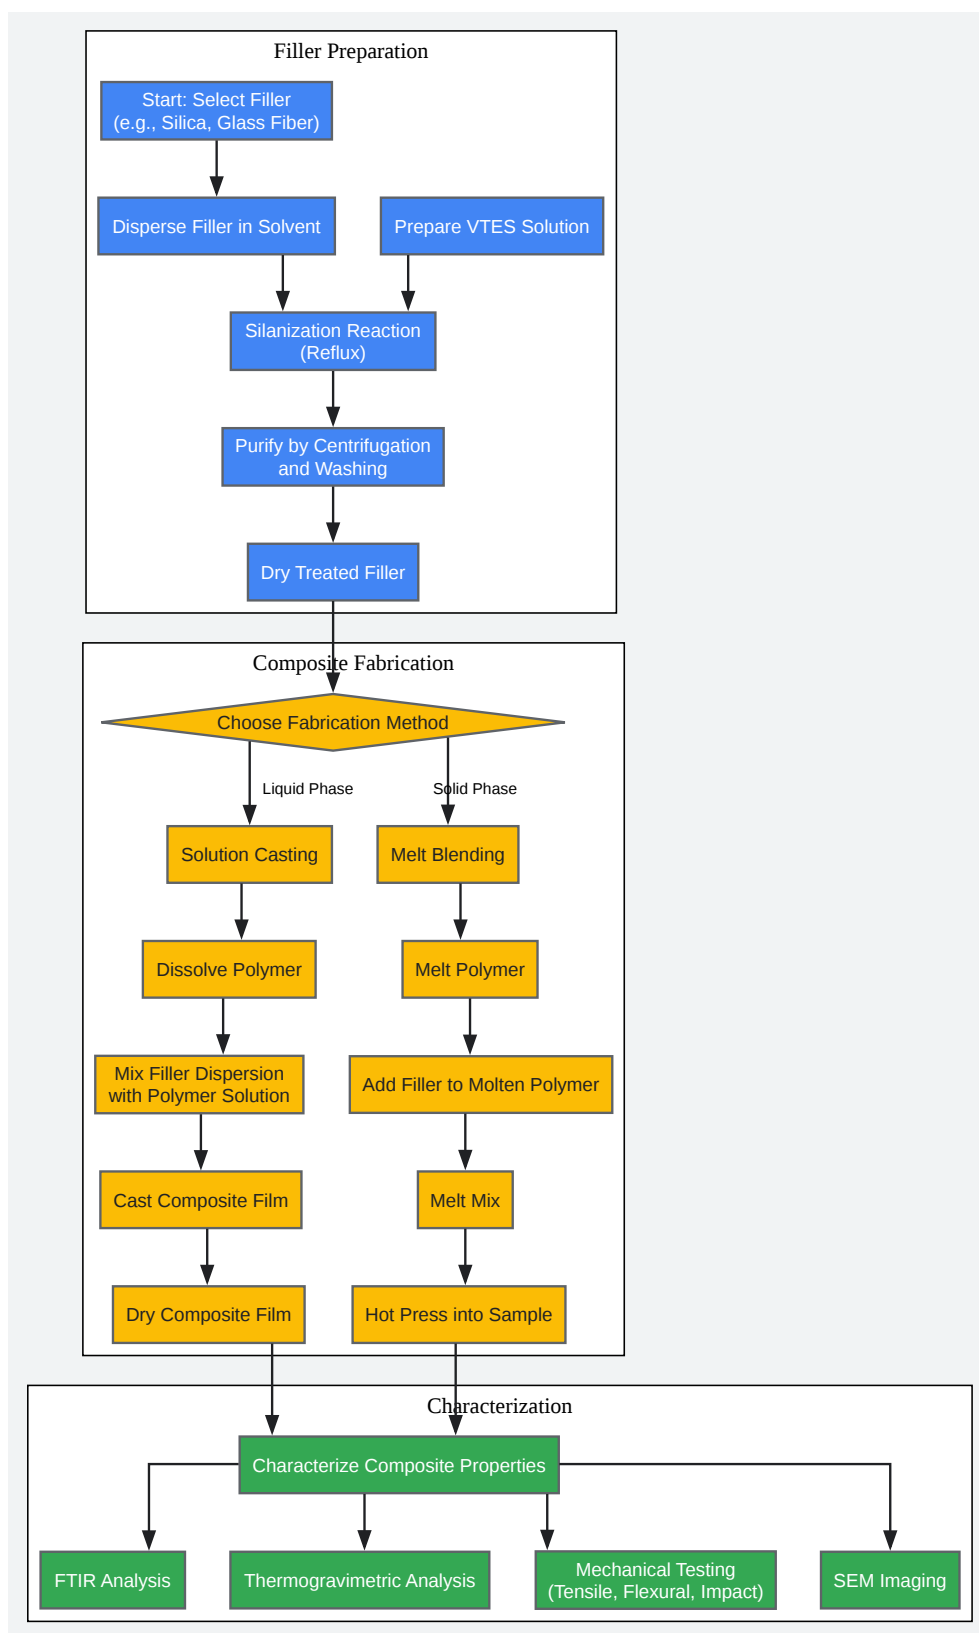 Filler Preparation
Start: Select Filler
(e.g., Silica, Glass Fiber)
Disperse Filler in Solvent
Prepare VTES Solution
Silanization Reaction
(Reflux)
Purify by Centrifugation
and Washing
Dry Treated Filler
Composite Fabrication
Choose Fabrication Method
Liquid Phase
Solid Phase
Solution Casting
Melt Blending
Dissolve Polymer
Melt Polymer
Mix Filler Dispersion
with Polymer Solution
Add Filler to Molten Polymer
Cast Composite Film
Melt Mix
Dry Composite Film
Hot Press into Sample
Characterization
Characterize Composite Properties
FTIR Analysis
Thermogravimetric Analysis
Mechanical Testing
(Tensile, Flexural, Impact)
SEM Imaging